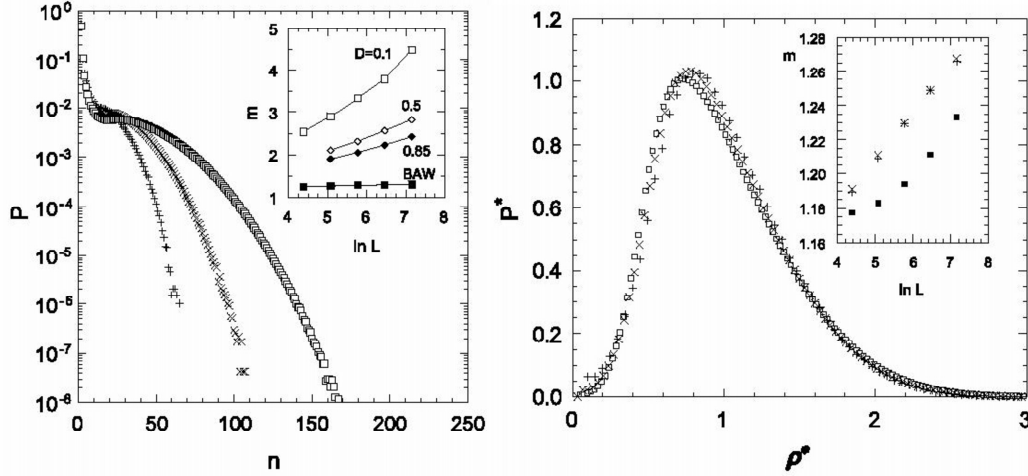 10⁰
10⁻¹
10⁻²
10⁻³
10⁻⁴
10⁻⁵
10⁻⁶
10⁻⁷
10⁻⁸
P
0 50 100 150 200 250
n
5
4
3
2
1
m
D=0.1
0.5
0.85
BAW
4 5 6 7 8
ln L
1.2
1.0
0.8
0.6
0.4
0.2
0.0
P*
0 1 2 3
ρ*
m
1.28
1.26
1.24
1.22
1.20
1.18
1.16
4 5 6 7 8
ln L